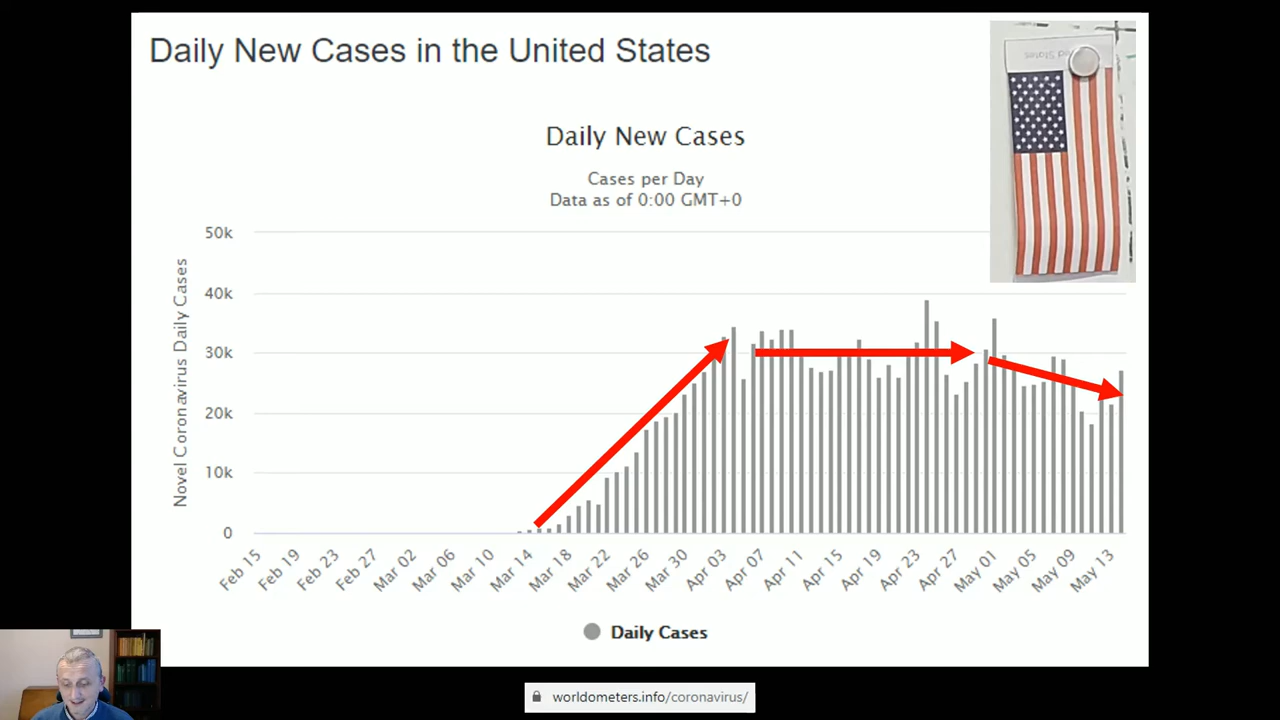 Daily New Cases in the United States
ed States
Daily New Cases
Cases per Day
Data as of 0:00 GMT+0
Novel Coronavirus Daily Cases
50k
40k
30k
20k
10k
0
Feb 15
Feb 19
Feb 23
Feb 27
Mar 02
Mar 06
Mar 10
Mar 14
Mar 18
Mar 22
Mar 26
Mar 30
Apr 03
Apr 07
Apr 11
Apr 15
Apr 19
Apr 23
Apr 27
May 01
May 05
May 09
May 13
Daily Cases
worldometers.info/coronavirus/